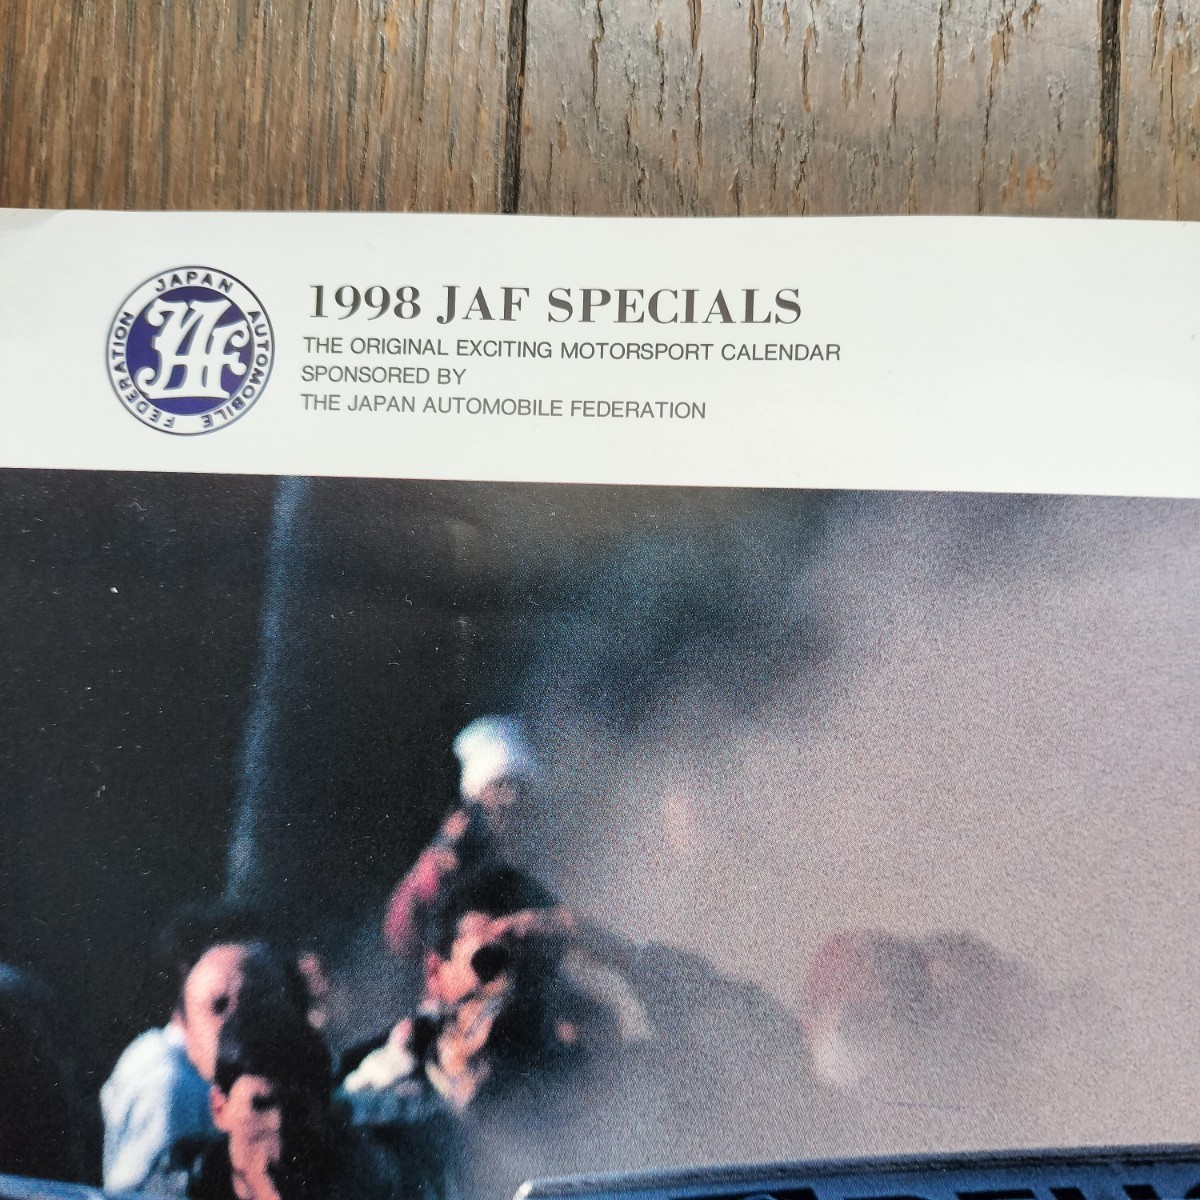 JAPAN AUTOMOBILE FEDERATION
JAF
1998 JAF SPECIALS
THE ORIGINAL EXCITING MOTORSPORT CALENDAR
SPONSORED BY
THE JAPAN AUTOMOBILE FEDERATION